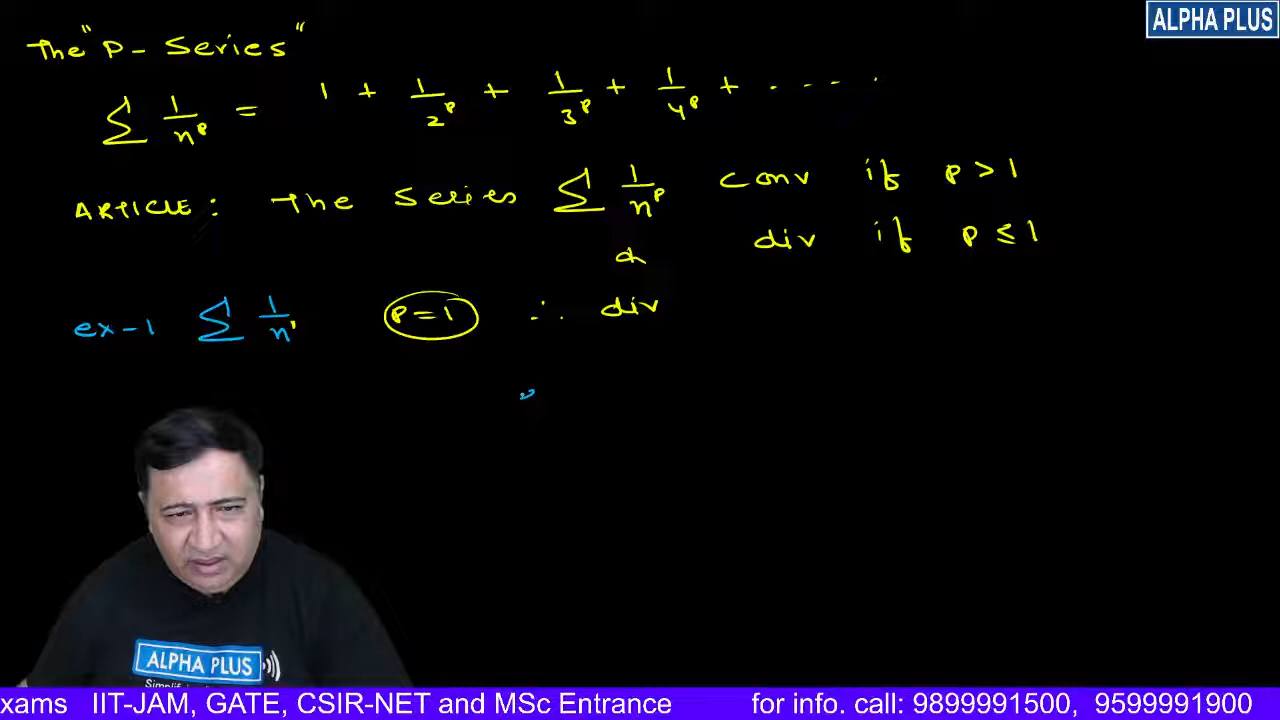 ALPHA PLUS
The "P - Series"
∑ 1/n^p = 1 + 1/2^p + 1/3^p + 1/4^p + . . . . .
ARTICLE : The Series ∑ 1/n^p conv if p > 1
& div if p ≤ 1
ex-1 ∑ 1/n^1 P=1 ∴ div
ALPHA PLUS
xams IIT-JAM, GATE, CSIR-NET and MSc Entrance for info. call: 9899991500, 9599991900